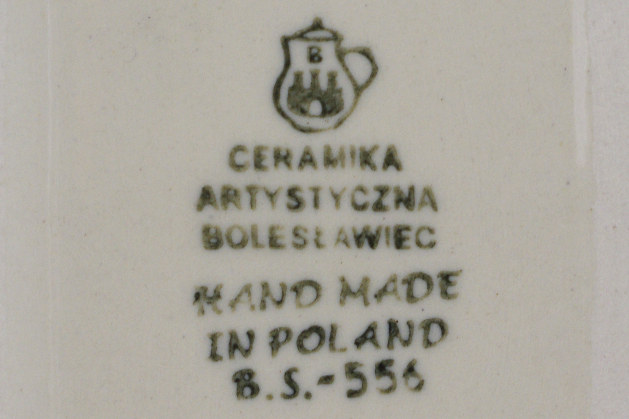 B
CERAMIKA
ARTYSTYCZNA
BOLESŁAWIEC
HAND MADE
IN POLAND
B.S.-556